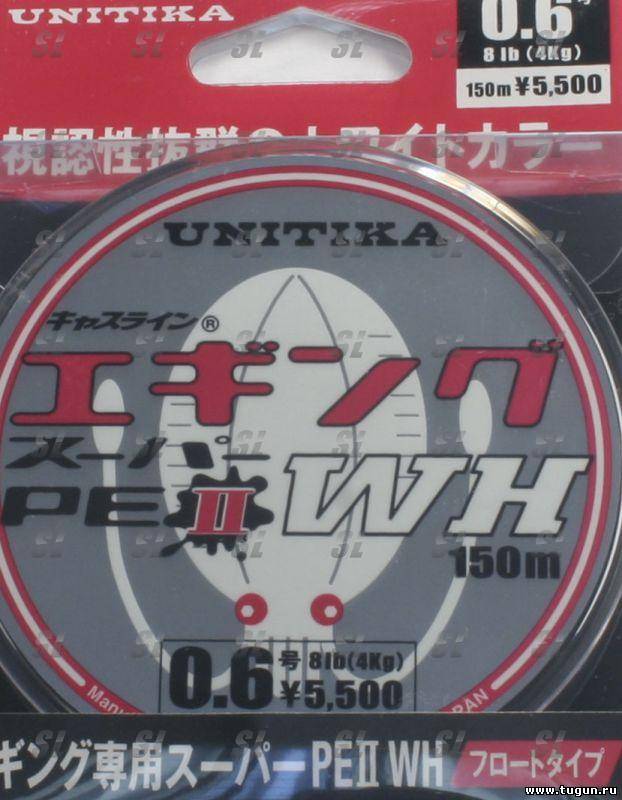 UNITIKA
0.6号
8 lb (4Kg)
150m ¥5,500
視認性抜群のホワイトカラー
UNITIKA
キャスライン®
エギング
スーパー
PE II WH
150m
0.6号 8lb(4Kg)
¥5,500
ギング専用スーパーPEⅡ WH フロートタイプ
www.tugun.ru
SL